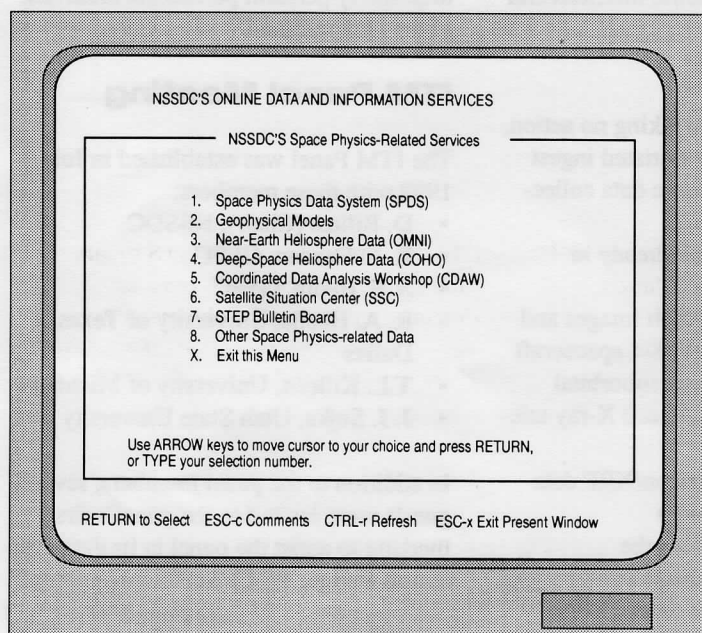 NSSDC'S ONLINE DATA AND INFORMATION SERVICES
NSSDC'S Space Physics-Related Services
1. Space Physics Data System (SPDS)
2. Geophysical Models
3. Near-Earth Heliosphere Data (OMNI)
4. Deep-Space Heliosphere Data (COHO)
5. Coordinated Data Analysis Workshop (CDAW)
6. Satellite Situation Center (SSC)
7. STEP Bulletin Board
8. Other Space Physics-related Data
X. Exit this Menu
Use ARROW keys to move cursor to your choice and press RETURN,
or TYPE your selection number.
RETURN to Select ESC-c Comments CTRL-r Refresh ESC-x Exit Present Window